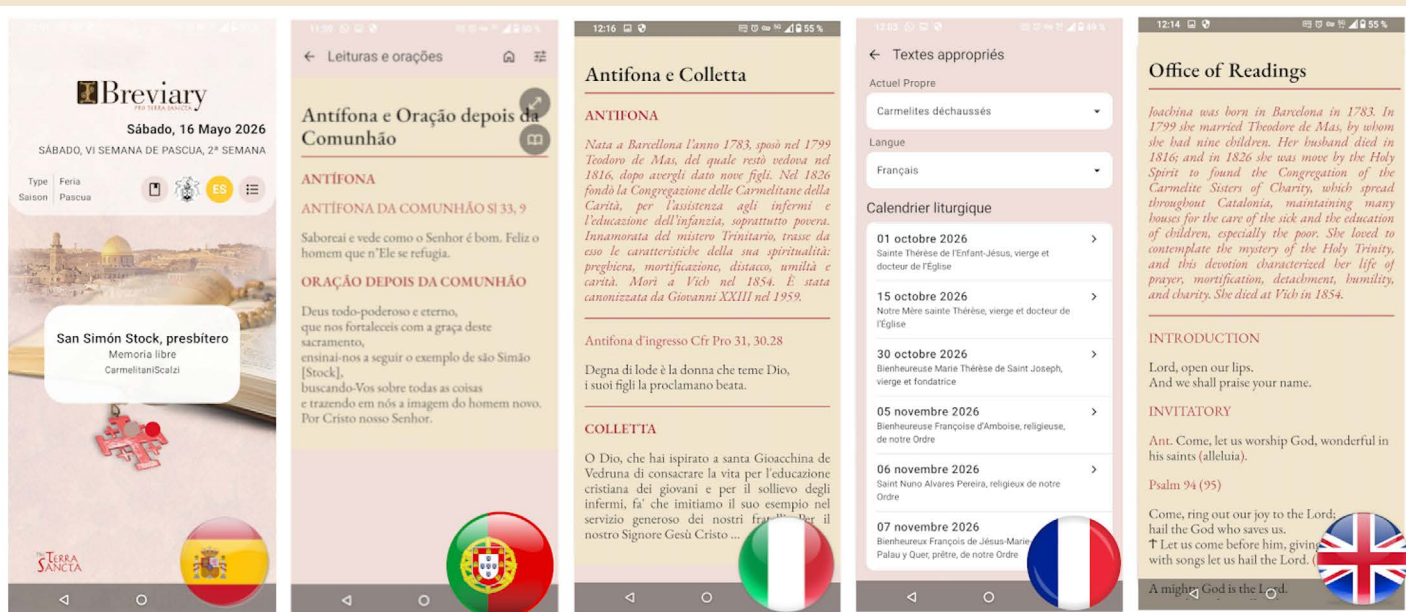 iBreviary
PRO TERRA SANCTA
Sábado, 16 Mayo 2026
SÁBADO, VI SEMANA DE PASCUA, 2ª SEMANA
Type Feria
Saison Pascua
ES
San Simón Stock, presbítero
Memoria libre
CarmelitaniScalzi
Pro
TERRA
SANCTA
11:59
Leituras e orações
Antífona e Oração depois da
Comunhão
ANTÍFONA
ANTÍFONA DA COMUNHÃO Sl 33, 9
Saboreai e vede como o Senhor é bom. Feliz o
homem que n'Ele se refugia.
ORAÇÃO DEPOIS DA COMUNHÃO
Deus todo-poderoso e eterno,
que nos fortaleceis com a graça deste
sacramento,
ensinai-nos a seguir o exemplo de são Simão
[Stock],
buscando-Vos sobre todas as coisas
e trazendo em nós a imagem do homem novo.
Por Cristo nosso Senhor.
12:16 55 %
Antifona e Colletta
ANTIFONA
Nata a Barcellona l'anno 1783, sposò nel 1799
Teodoro de Mas, del quale restò vedova nel
1816, dopo avergli dato nove figli. Nel 1826
fondò la Congregazione delle Carmelitane della
Carità, per l'assistenza agli infermi e
l'educazione dell'infanzia, soprattutto povera.
Innamorata del mistero Trinitario, trasse da
esso le caratteristiche della sua spiritualità:
preghiera, mortificazione, distacco, umiltà e
carità. Morì a Vich nel 1854. È stata
canonizzata da Giovanni XXIII nel 1959.
Antifona d'ingresso Cfr Pro 31, 30.28
Degna di lode è la donna che teme Dio,
i suoi figli la proclamano beata.
COLLETTA
O Dio, che hai ispirato a santa Gioacchina de
Vedruna di consacrare la vita per l'educazione
cristiana dei giovani e per il sollievo degli
infermi, fa' che imitiamo il suo esempio nel
servizio generoso dei nostri fratelli. Per il
nostro Signore Gesù Cristo ...
12:03
Textes appropriés
Actuel Propre
Carmelites déchaussés
Langue
Français
Calendrier liturgique
01 octobre 2026
Sainte Thérèse de l'Enfant-Jésus, vierge et
docteur de l'Église
15 octobre 2026
Notre Mère sainte Thérèse, vierge et docteur de
l'Église
30 octobre 2026
Bienheureuse Marie Thérèse de Saint Joseph,
vierge et fondatrice
05 novembre 2026
Bienheureuse Françoise d'Amboise, religieuse,
de notre Ordre
06 novembre 2026
Saint Nuno Alvares Pereira, religieux de notre
Ordre
07 novembre 2026
Bienheureux François de Jésus-Marie
Palau y Quer, prêtre, de notre Ordre
12:14 55 %
Office of Readings
Joachina was born in Barcelona in 1783. In
1799 she married Theodore de Mas, by whom
she had nine children. Her husband died in
1816; and in 1826 she was move by the Holy
Spirit to found the Congregation of the
Carmelite Sisters of Charity, which spread
throughout Catalonia, maintaining many
houses for the care of the sick and the education
of children, especially the poor. She loved to
contemplate the mystery of the Holy Trinity,
and this devotion characterized her life of
prayer, mortification, detachment, humility,
and charity. She died at Vich in 1854.
INTRODUCTION
Lord, open our lips.
And we shall praise your name.
INVITATORY
Ant. Come, let us worship God, wonderful in
his saints (alleluia).
Psalm 94 (95)
Come, ring out our joy to the Lord;
hail the God who saves us.
† Let us come before him, giving
with songs let us hail the Lord. (
A mighty God is the Lord.